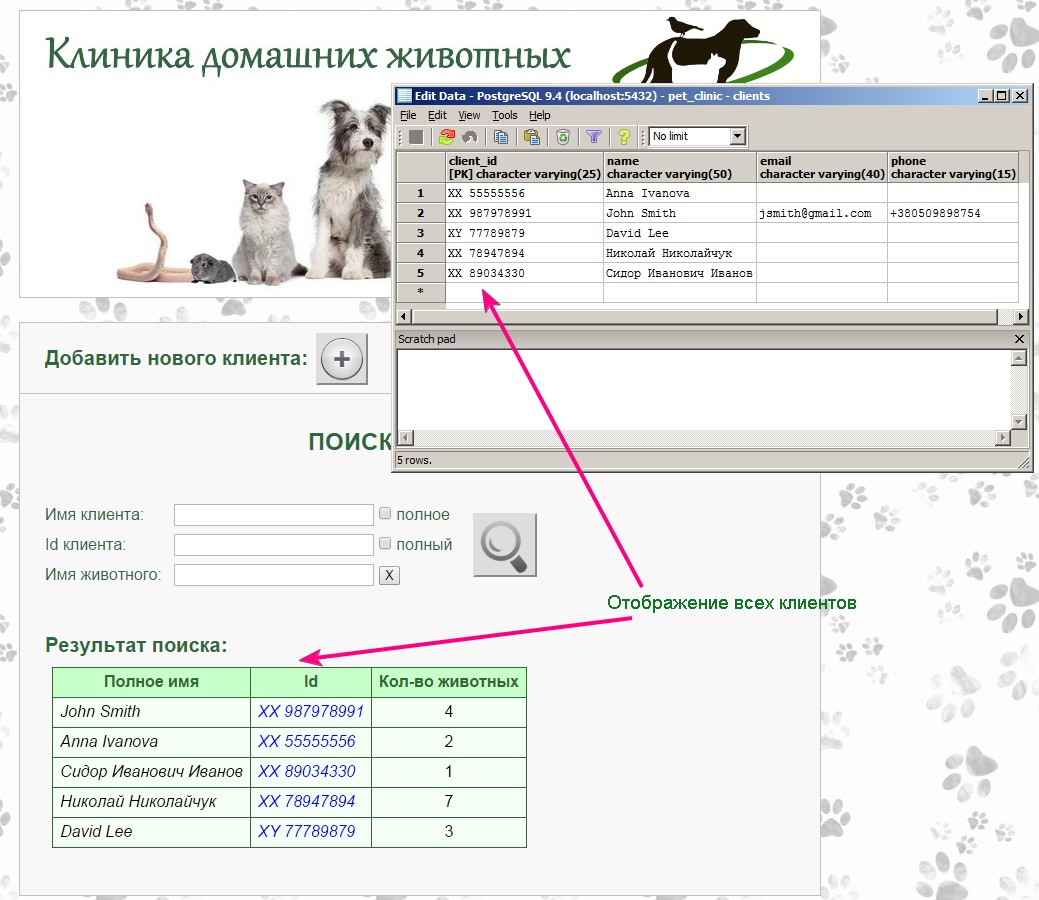 Клиника домашних животных
Edit Data - PostgreSQL 9.4 (localhost:5432) - pet_clinic - clients
File Edit View Tools Help
No limit
client_id name email phone
[PK] character varying(25) character varying(50) character varying(40) character varying(15)
1 XX 55555556 Anna Ivanova
2 XX 987978991 John Smith jsmith@gmail.com +380509898754
3 XY 77789879 David Lee
4 XX 78947894 Николай Николайчук
5 XX 89034330 Сидор Иванович Иванов
*
Scratch pad
5 rows.
Добавить нового клиента: +
ПОИСК
Имя клиента: полное
Id клиента: полный
Имя животного: X
Отображение всех клиентов
Результат поиска:
Полное имя Id Кол-во животных
John Smith XX 987978991 4
Anna Ivanova XX 55555556 2
Сидор Иванович Иванов XX 89034330 1
Николай Николайчук XX 78947894 7
David Lee XY 77789879 3